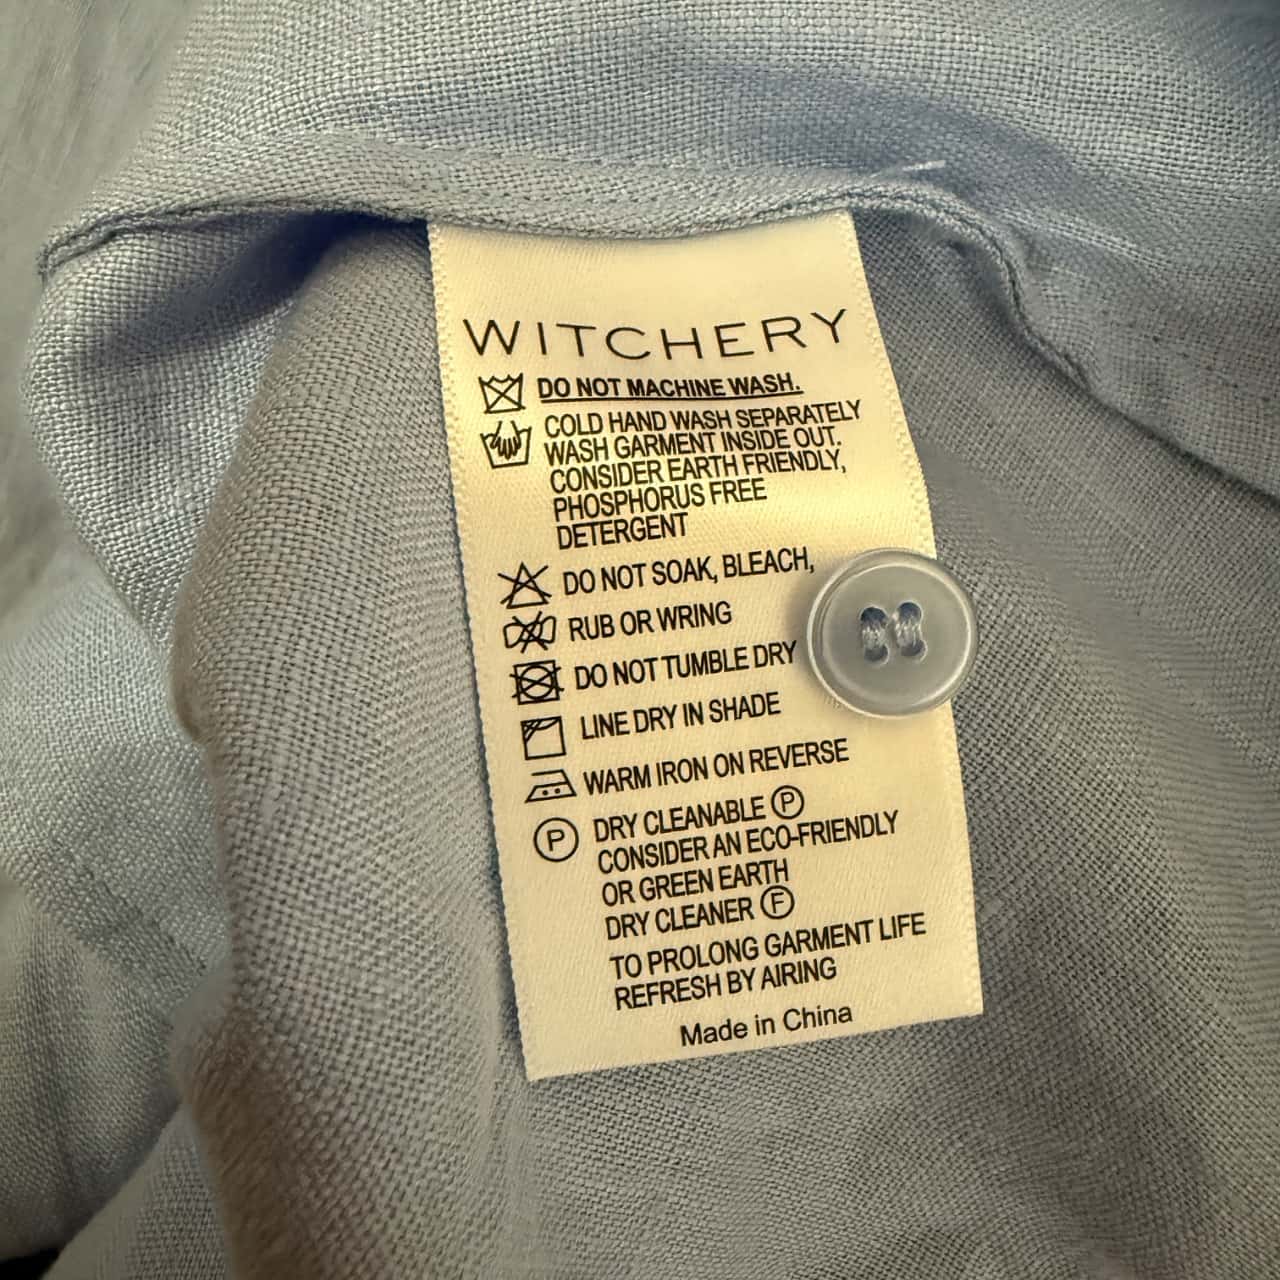 WITCHERY
DO NOT MACHINE WASH.
COLD HAND WASH SEPARATELY
WASH GARMENT INSIDE OUT.
CONSIDER EARTH FRIENDLY,
PHOSPHORUS FREE
DETERGENT
DO NOT SOAK, BLEACH,
RUB OR WRING
DO NOT TUMBLE DRY
LINE DRY IN SHADE
WARM IRON ON REVERSE
P DRY CLEANABLE P
CONSIDER AN ECO-FRIENDLY
OR GREEN EARTH
DRY CLEANER F
TO PROLONG GARMENT LIFE
REFRESH BY AIRING
Made in China